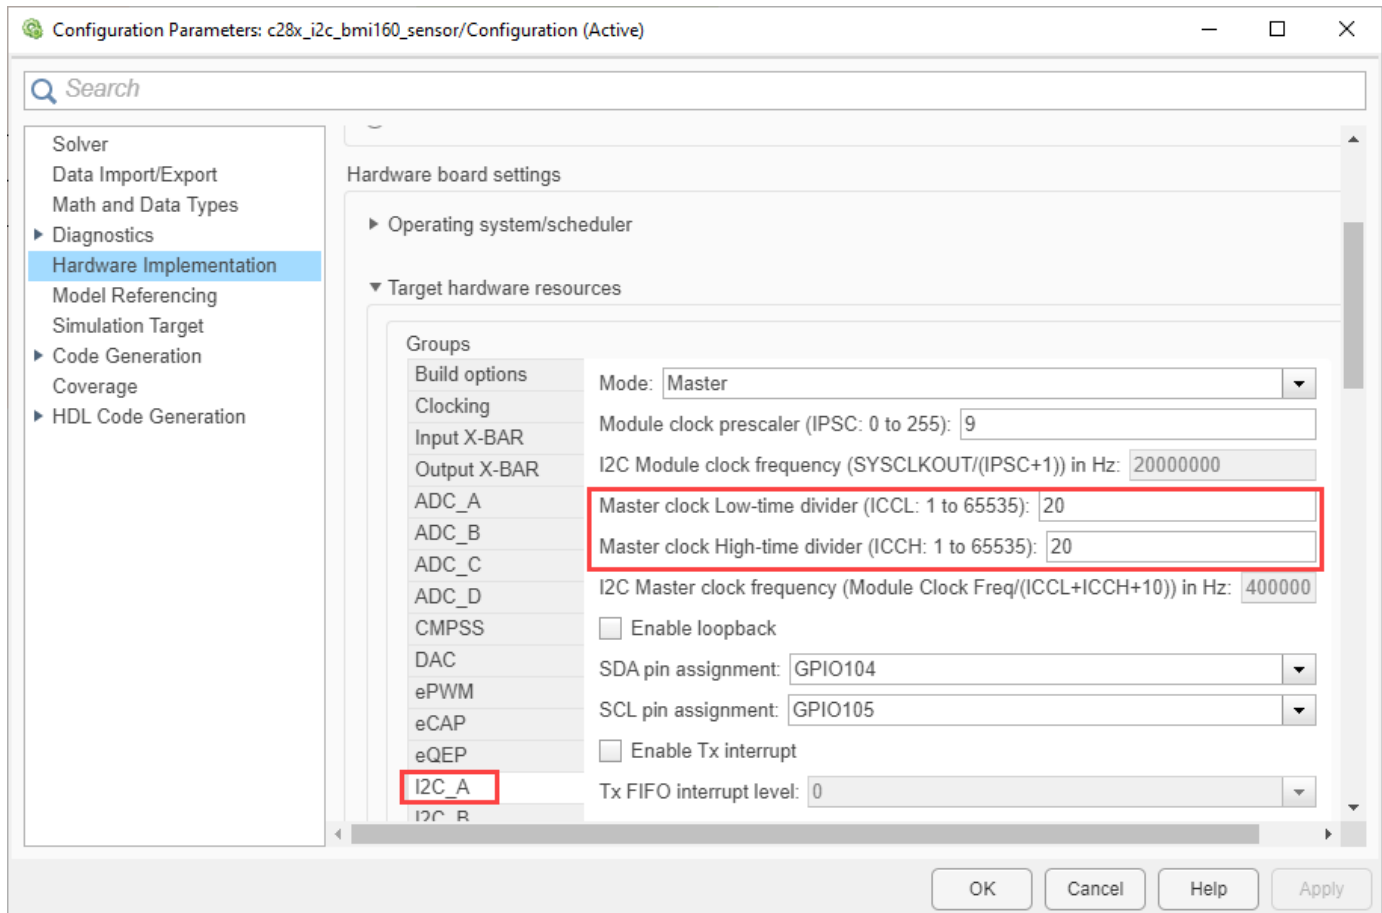 Configuration Parameters: c28x_i2c_bmi160_sensor/Configuration (Active)
Search
Solver
Data Import/Export
Math and Data Types
Diagnostics
Hardware Implementation
Model Referencing
Simulation Target
Code Generation
Coverage
HDL Code Generation
Hardware board settings
Operating system/scheduler
Target hardware resources
Groups
Build options
Clocking
Input X-BAR
Output X-BAR
ADC_A
ADC_B
ADC_C
ADC_D
CMPSS
DAC
ePWM
eCAP
eQEP
I2C_A
I2C_B
Mode: Master
Module clock prescaler (IPSC: 0 to 255): 9
I2C Module clock frequency (SYSCLKOUT/(IPSC+1)) in Hz: 20000000
Master clock Low-time divider (ICCL: 1 to 65535): 20
Master clock High-time divider (ICCH: 1 to 65535): 20
I2C Master clock frequency (Module Clock Freq/(ICCL+ICCH+10)) in Hz: 400000
Enable loopback
SDA pin assignment: GPIO104
SCL pin assignment: GPIO105
Enable Tx interrupt
Tx FIFO interrupt level: 0
OK
Cancel
Help
Apply